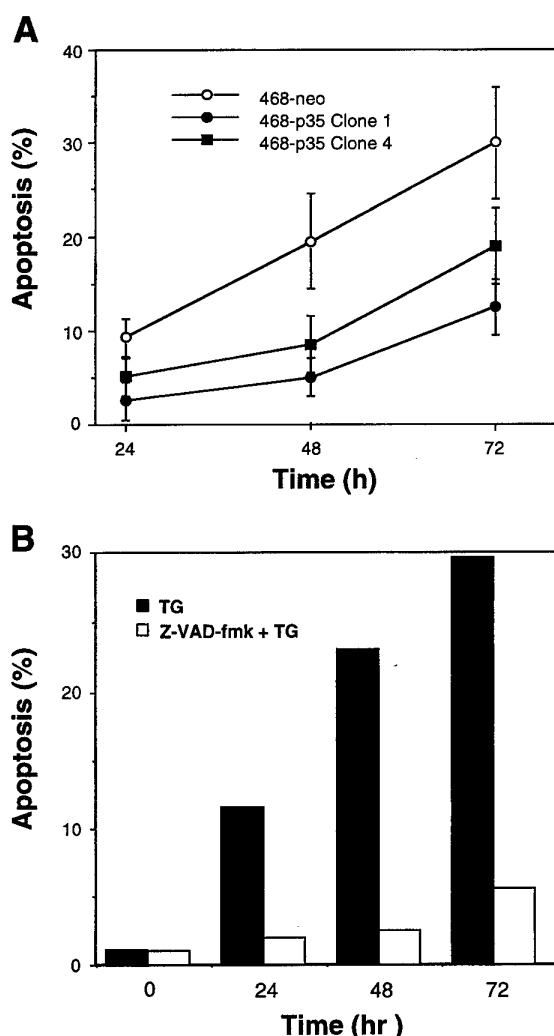 A
40
30
20
10
0
Apoptosis (%)
468-neo
468-p35 Clone 1
468-p35 Clone 4
24
48
72
Time (h)
B
30
20
10
0
Apoptosis (%)
TG
Z-VAD-fmk + TG
0
24
48
72
Time (hr )